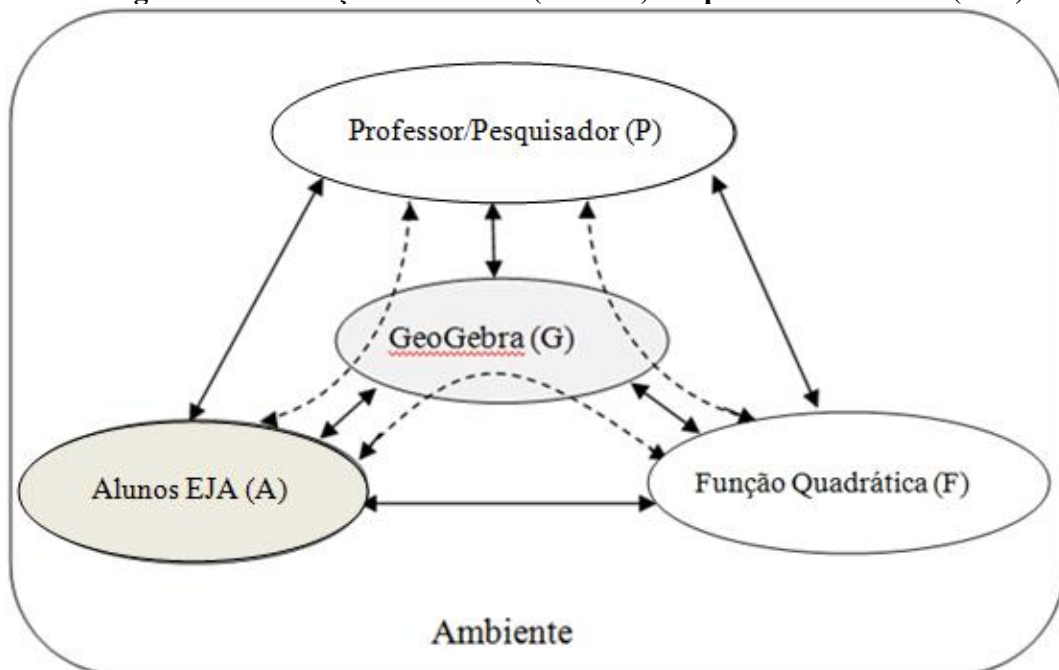 Professor/Pesquisador (P)
GeoGebra (G)
Alunos EJA (A)
Função Quadrática (F)
Ambiente